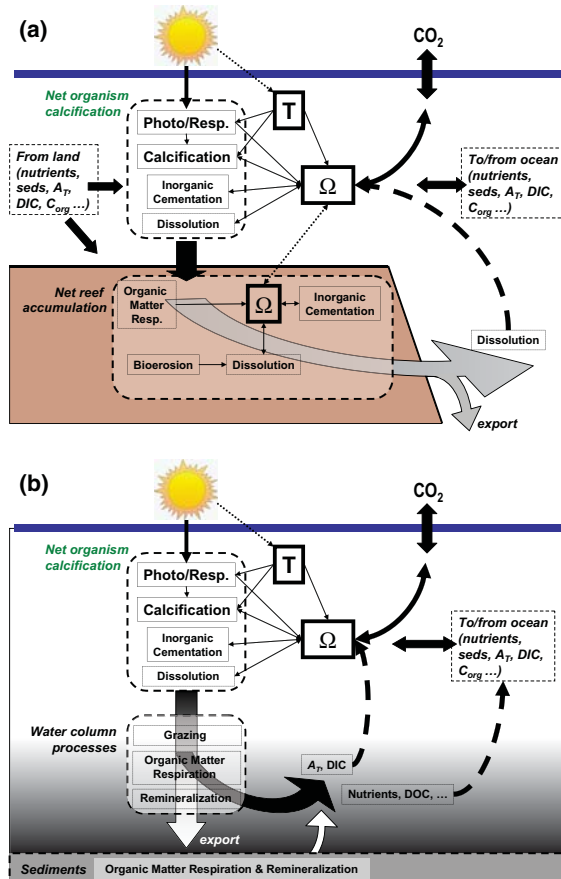 (a)
CO2
Net organism
calcification
T
Photo/Resp.
Calcification
From land
(nutrients,
seds, AT,
DIC, Corg ...)
Inorganic
Cementation
Dissolution
Ω
To/from ocean
(nutrients,
seds, AT, DIC,
Corg ...)
Net reef
accumulation
Organic
Matter
Resp.
Ω
Inorganic
Cementation
Bioerosion
Dissolution
Dissolution
export
(b)
CO2
Net organism
calcification
T
Photo/Resp.
Calcification
Inorganic
Cementation
Dissolution
Ω
To/from ocean
(nutrients,
seds, AT, DIC,
Corg ...)
Water column
processes
Grazing
Organic Matter
Respiration
Remineralization
AT, DIC
Nutrients, DOC, ...
export
Sediments
Organic Matter Respiration & Remineralization